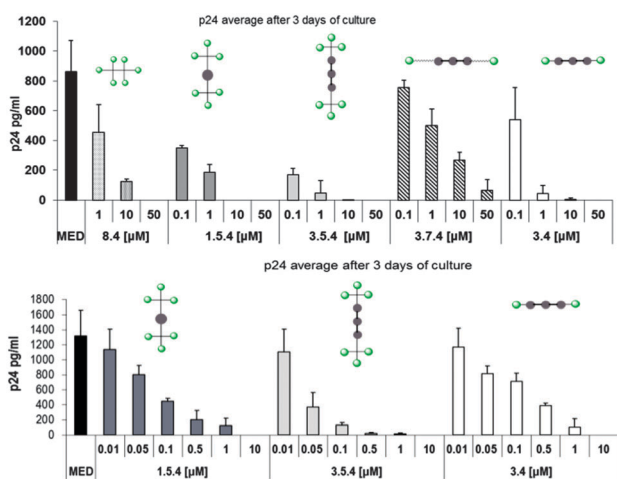 p24 average after 3 days of culture
1200
1000
800
600
400
200
0
p24 pg/ml
1 10 50 0.1 1 10 50 0.1 1 10 50 0.1 1 10 50 0.1 1 10 50
MED 8.4 [µM] 1.5.4 [µM] 3.5.4 [µM] 3.7.4 [µM] 3.4 [µM]
p24 average after 3 days of culture
1800
1600
1400
1200
1000
800
600
400
200
0
p24 pg/ml
0.01 0.05 0.1 0.5 1 10 0.01 0.05 0.1 0.5 1 10 0.01 0.05 0.1 0.5 1 10
MED 1.5.4 [µM] 3.5.4 [µM] 3.4 [µM]